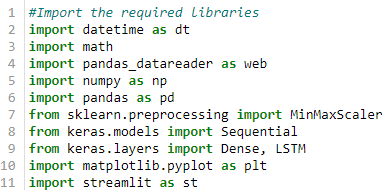 1 #Import the required libraries
2 import datetime as dt
3 import math
4 import pandas_datareader as web
5 import numpy as np
6 import pandas as pd
7 from sklearn.preprocessing import MinMaxScaler
8 from keras.models import Sequential
9 from keras.layers import Dense, LSTM
10 import matplotlib.pyplot as plt
11 import streamlit as st